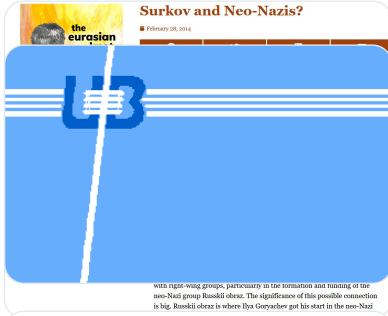 Surkov and Neo-Nazis?
the
eurasian
February 28, 2014
UB
with right-wing groups, particularly in the formation and funding of the
neo-Nazi group Russkii obraz. The significance of this possible connection
is big. Russkii obraz is where Ilya Goryachev got his start in the neo-Nazi